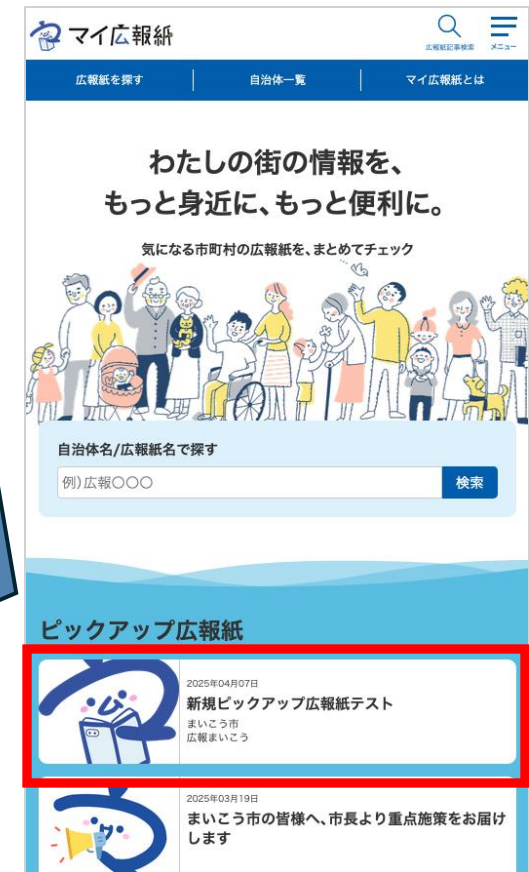 マイ広報紙
広報紙記事検索
メニュー
広報紙を探す
自治体一覧
マイ広報紙とは
わたしの街の情報を、
もっと身近に、もっと便利に。
気になる市町村の広報紙を、まとめてチェック
自治体名/広報紙名で探す
例)広報〇〇〇
検索
ピックアップ広報紙
2025年04月07日
新規ピックアップ広報紙テスト
まいこう市
広報まいこう
2025年03月19日
まいこう市の皆様へ、市長より重点施策をお届け
します